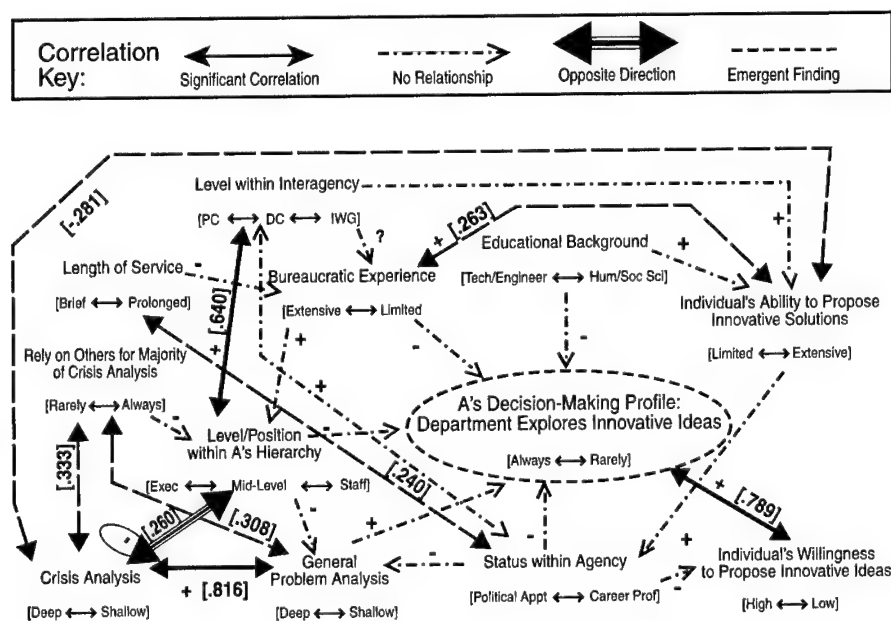 Correlation
Key:
Significant Correlation
No Relationship
Opposite Direction
Emergent Finding
[-.281]
Level within Interagency
[PC ⟷ DC ⟷ IWG]
?
+ [.263]
+
Educational Background
+
Length of Service
-
Bureaucratic Experience
[Tech/Engineer ⟷ Hum/Soc Sci]
Individual's Ability to Propose
Innovative Solutions
[Brief ⟷ Prolonged]
+ [.640]
[Extensive ⟷ Limited]
+
-
-
Rely on Others for Majority
of Crisis Analysis
+
[Limited ⟷ Extensive]
[Rarely ⟷ Always]
-
A's Decision-Making Profile:
Department Explores Innovative Ideas
Level/Position
within A's Hierarchy
-
[Always ⟷ Rarely]
[.333]
[.240]
+ [.789]
[Exec ⟷ Mid-Level ⟷ Staff]
- [.260]
[.308]
-
+
-
+
Crisis Analysis
+ [.816]
General
Problem Analysis
-
Status within Agency
-
Individual's Willingness
to Propose Innovative Ideas
[Deep ⟷ Shallow]
[Deep ⟷ Shallow]
[Political Appt ⟷ Career Prof]
-
[High ⟷ Low]